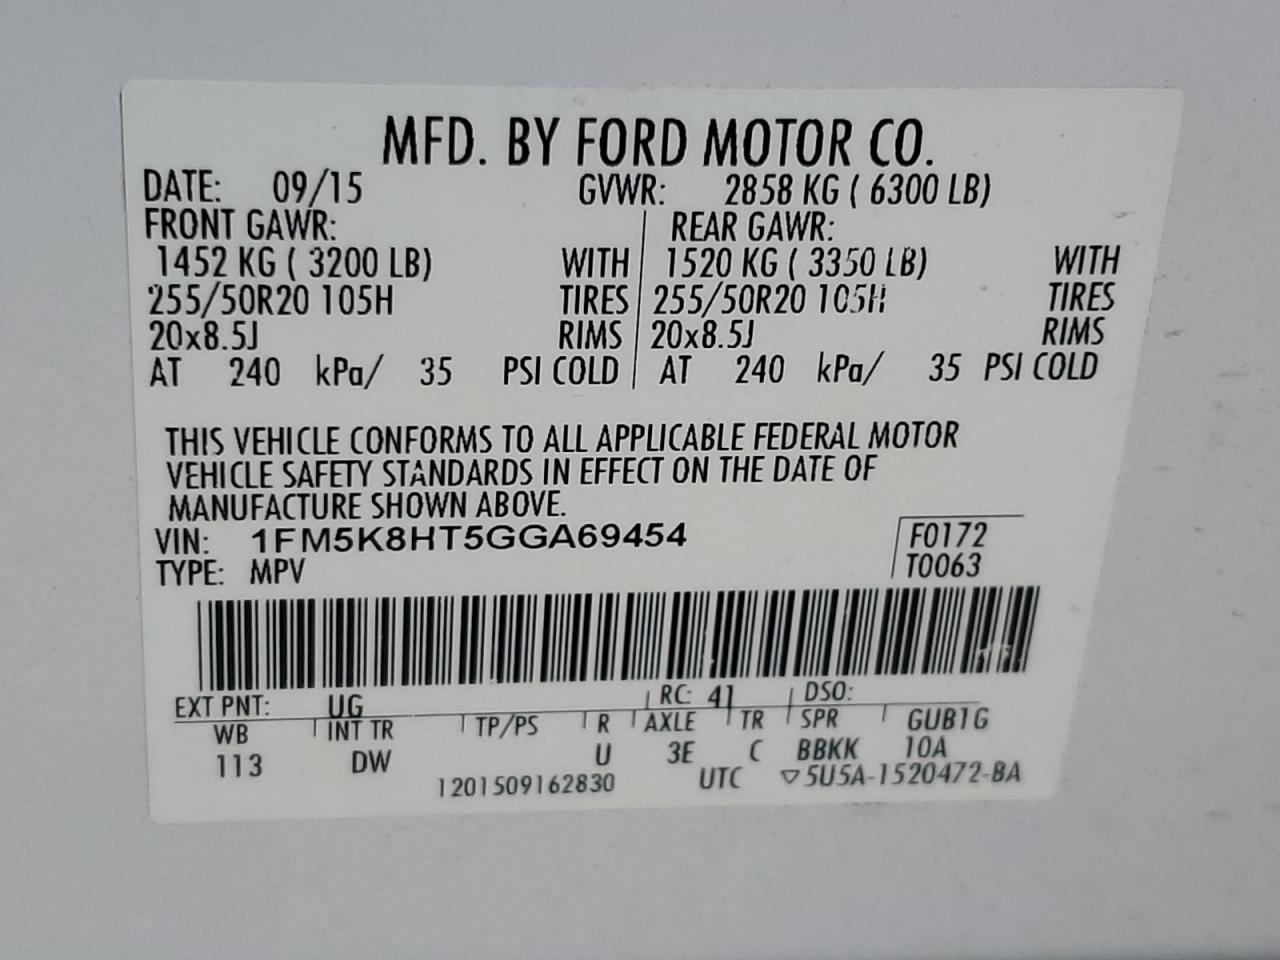 MFD. BY FORD MOTOR CO.
DATE: 09/15 GVWR: 2858 KG ( 6300 LB)
FRONT GAWR: REAR GAWR:
1452 KG ( 3200 LB) WITH 1520 KG ( 3350 LB) WITH
255/50R20 105H TIRES 255/50R20 105H TIRES
20x8.5J RIMS 20x8.5J RIMS
AT 240 kPa/ 35 PSI COLD AT 240 kPa/ 35 PSI COLD
THIS VEHICLE CONFORMS TO ALL APPLICABLE FEDERAL MOTOR
VEHICLE SAFETY STANDARDS IN EFFECT ON THE DATE OF
MANUFACTURE SHOWN ABOVE.
VIN: 1FM5K8HT5GGA69454 F0172
TYPE: MPV T0063
EXT PNT: UG RC: 41 DSO:
WB INT TR TP/PS R AXLE TR SPR GUB1G
113 DW U 3E C BBKK 10A
1201509162830 UTC ▽5U5A-1520472-BA